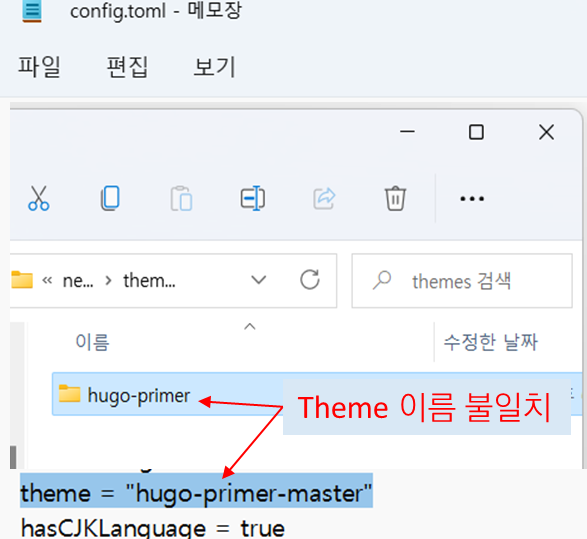 config.toml - 메모장
파일 편집 보기
« ne... › them...
themes 검색
이름
수정한 날짜
hugo-primer
Theme 이름 불일치
theme = "hugo-primer-master"
hasCJKLanguage = true